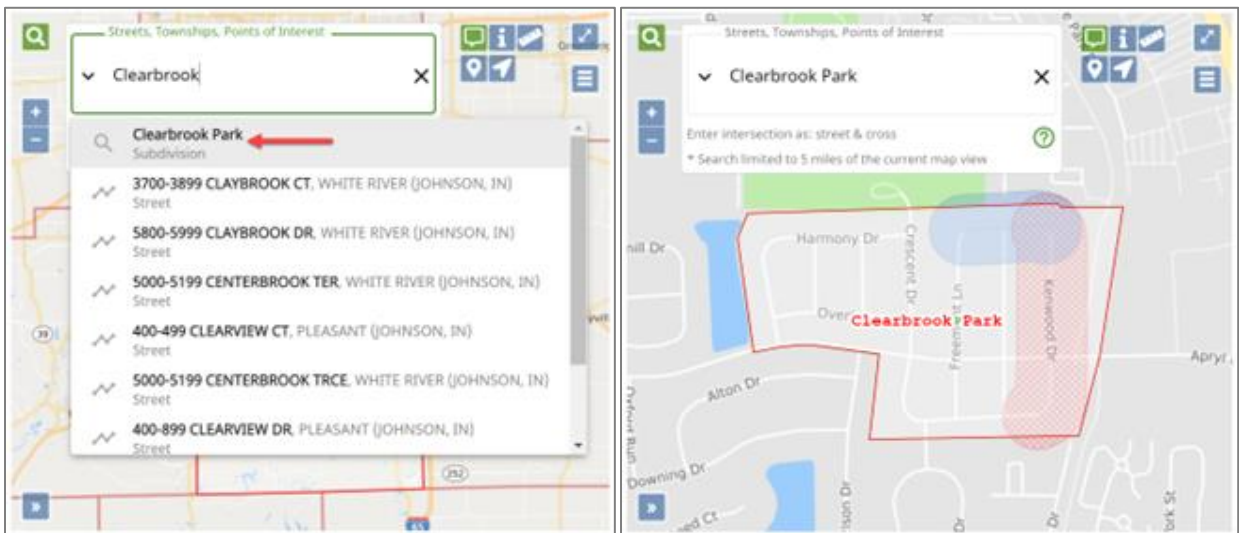 Streets, Townships, Points of Interest
Clearbrook
Clearbrook Park
Subdivision
3700-3899 CLAYBROOK CT, WHITE RIVER (JOHNSON, IN)
Street
5800-5999 CLAYBROOK DR, WHITE RIVER (JOHNSON, IN)
Street
5000-5199 CENTERBROOK TER, WHITE RIVER (JOHNSON, IN)
Street
400-499 CLEARVIEW CT, PLEASANT (JOHNSON, IN)
Street
5000-5199 CENTERBROOK TRCE, WHITE RIVER (JOHNSON, IN)
Street
400-899 CLEARVIEW DR, PLEASANT (JOHNSON, IN)
Street
39
252
65
Streets, Townships, Points of Interest
Clearbrook Park
Enter intersection as: street & cross
* Search limited to 5 miles of the current map view
Harmony Dr
Crescent Dr
Clearbrook Park
Freemont Ln
Kenwood Dr
Alton Dr
Downing Dr
Dr
Dr